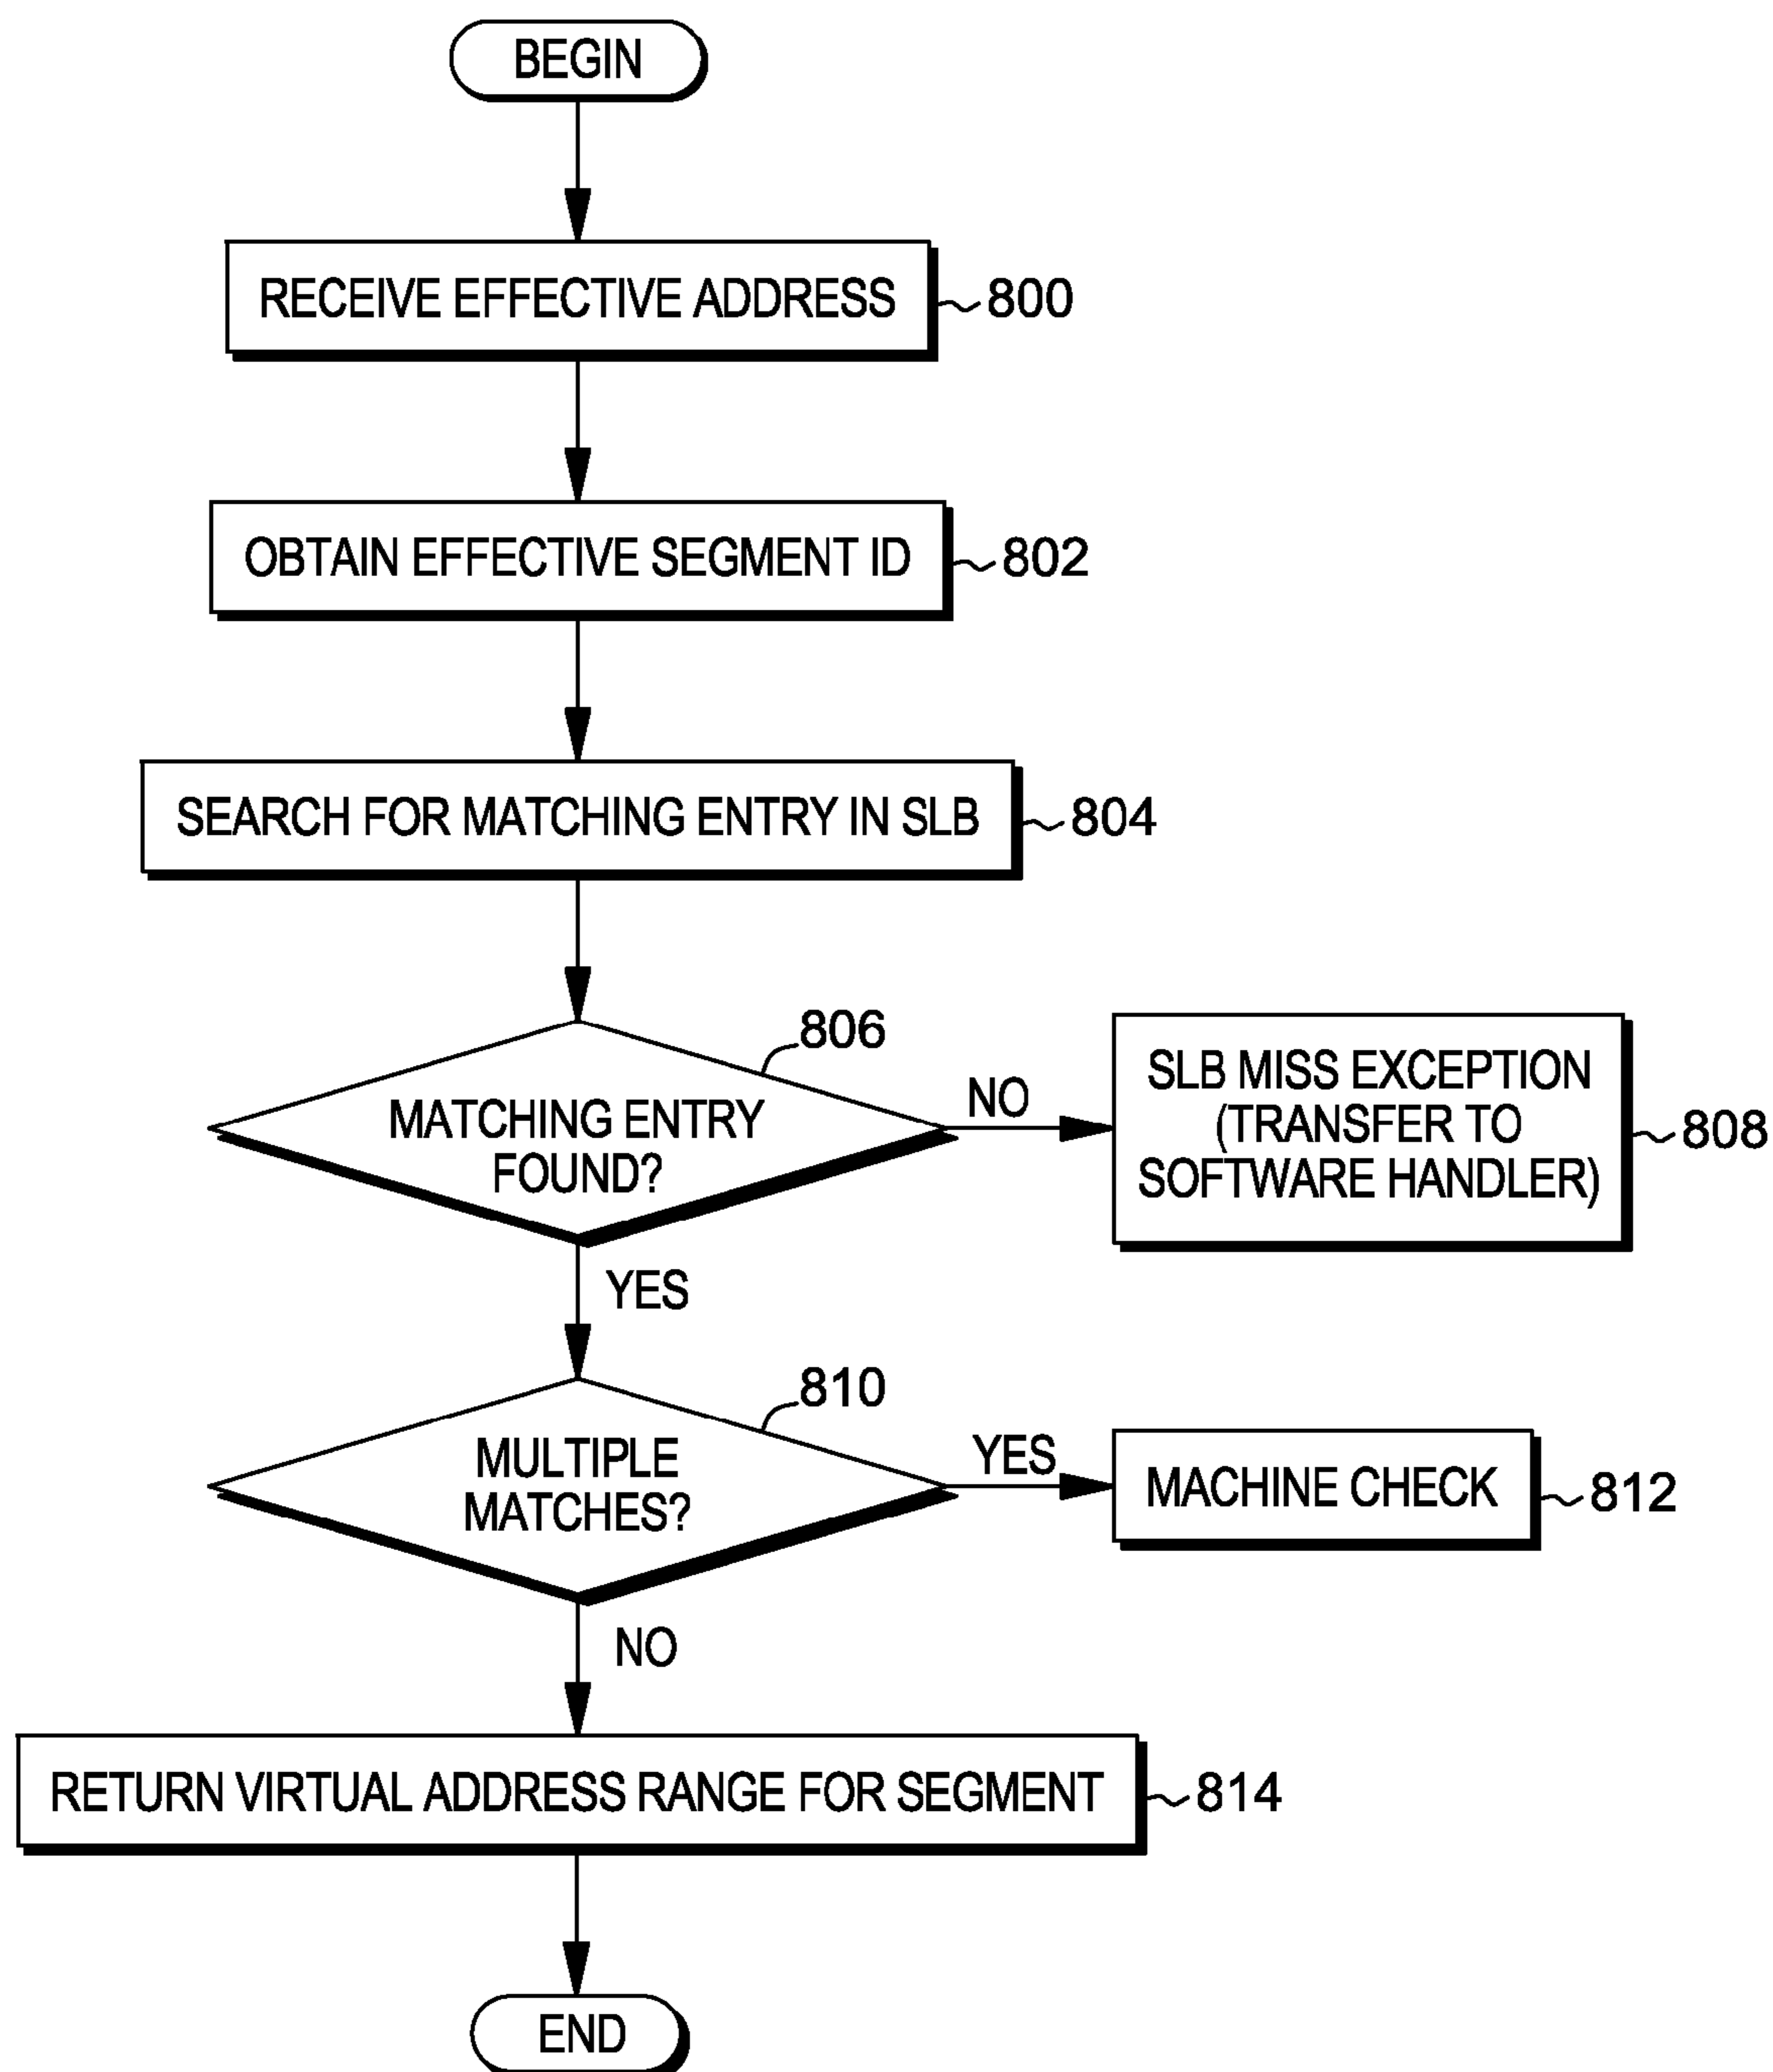 BEGIN
RECEIVE EFFECTIVE ADDRESS
800
OBTAIN EFFECTIVE SEGMENT ID
802
SEARCH FOR MATCHING ENTRY IN SLB
804
806
MATCHING ENTRY
FOUND?
NO
SLB MISS EXCEPTION
(TRANSFER TO
SOFTWARE HANDLER)
808
YES
810
MULTIPLE
MATCHES?
YES
MACHINE CHECK
812
NO
RETURN VIRTUAL ADDRESS RANGE FOR SEGMENT
814
END